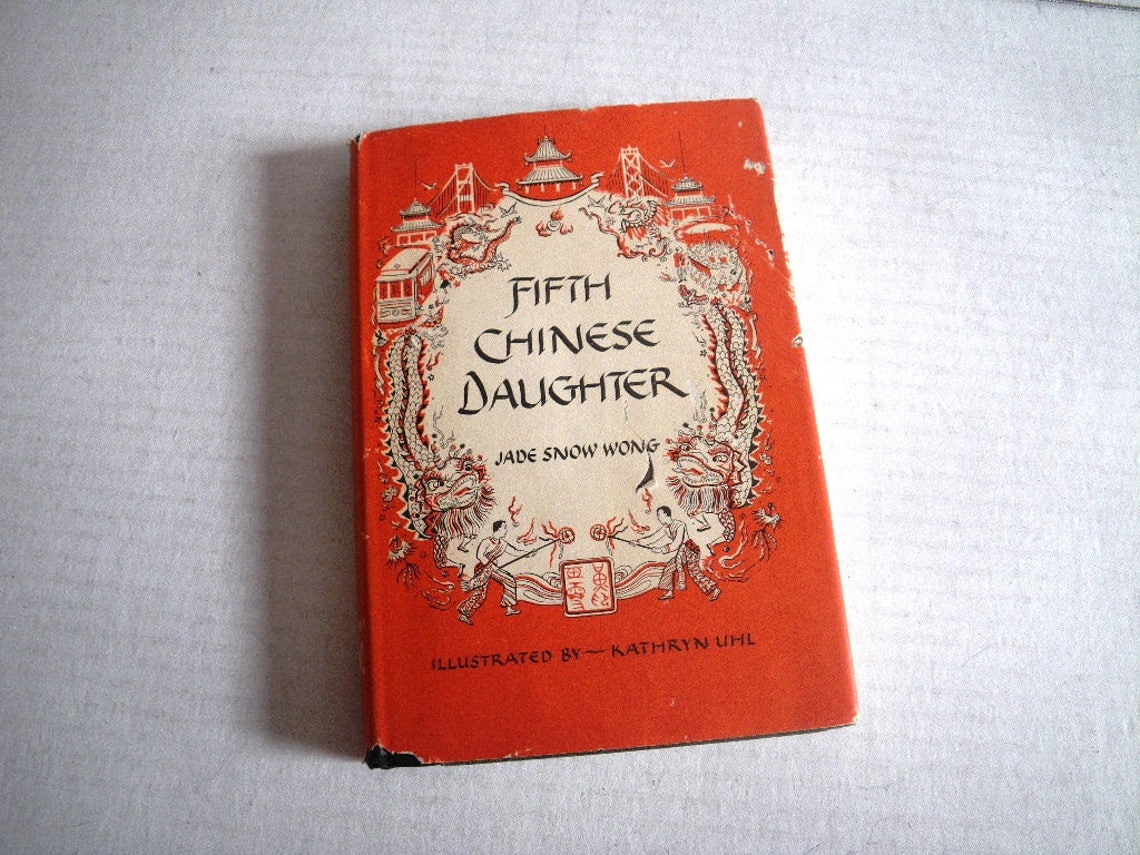 FIFTH
CHINESE
DAUGHTER
JADE SNOW WONG
ILLUSTRATED BY — KATHRYN UHL